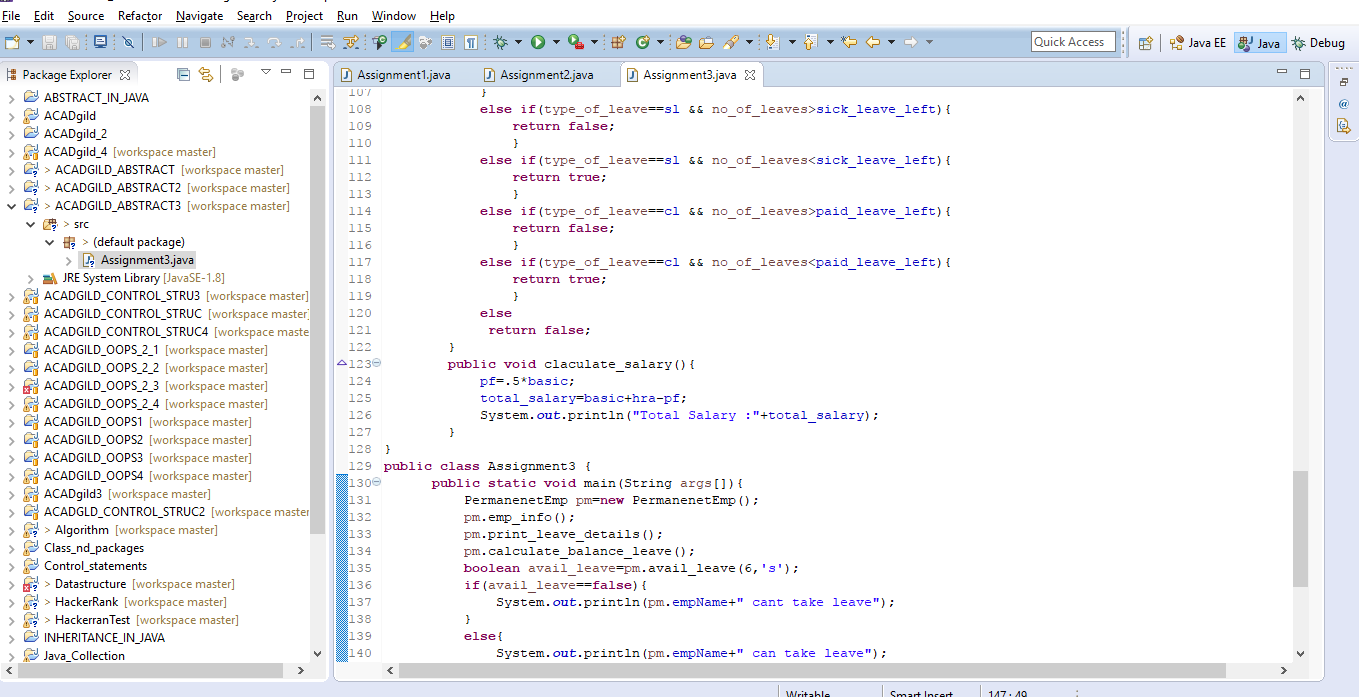 File Edit Source Refactor Navigate Search Project Run Window Help
Quick Access
Java EE
Java
Debug
Package Explorer
ABSTRACT_IN_JAVA
ACADgild
ACADgild_2
ACADgild_4 [workspace master]
> ACADGILD_ABSTRACT [workspace master]
> ACADGILD_ABSTRACT2 [workspace master]
> ACADGILD_ABSTRACT3 [workspace master]
> src
> (default package)
Assignment3.java
JRE System Library [JavaSE-1.8]
ACADGILD_CONTROL_STRU3 [workspace master]
ACADGILD_CONTROL_STRUC [workspace master]
ACADGILD_CONTROL_STRUC4 [workspace maste
ACADGILD_OOPS_2_1 [workspace master]
ACADGILD_OOPS_2_2 [workspace master]
ACADGILD_OOPS_2_3 [workspace master]
ACADGILD_OOPS_2_4 [workspace master]
ACADGILD_OOPS1 [workspace master]
ACADGILD_OOPS2 [workspace master]
ACADGILD_OOPS3 [workspace master]
ACADGILD_OOPS4 [workspace master]
ACADgild3 [workspace master]
ACADGLD_CONTROL_STRUC2 [workspace master
> Algorithm [workspace master]
Class_nd_packages
Control_statements
> Datastructure [workspace master]
> HackerRank [workspace master]
> HackerranTest [workspace master]
INHERITANCE_IN_JAVA
Java_Collection
Assignment1.java
Assignment2.java
Assignment3.java
107 }
108 else if(type_of_leave==sl && no_of_leaves>sick_leave_left){
109 return false;
110 }
111 else if(type_of_leave==sl && no_of_leaves<sick_leave_left){
112 return true;
113 }
114 else if(type_of_leave==cl && no_of_leaves>paid_leave_left){
115 return false;
116 }
117 else if(type_of_leave==cl && no_of_leaves<paid_leave_left){
118 return true;
119 }
120 else
121 return false;
122 }
123 public void claculate_salary(){
124 pf=.5*basic;
125 total_salary=basic+hra-pf;
126 System.out.println("Total Salary :"+total_salary);
127 }
128 }
129 public class Assignment3 {
130 public static void main(String args[]){
131 PermanenetEmp pm=new PermanenetEmp();
132 pm.emp_info();
133 pm.print_leave_details();
134 pm.calculate_balance_leave();
135 boolean avail_leave=pm.avail_leave(6,'s');
136 if(avail_leave==false){
137 System.out.println(pm.empName+" cant take leave");
138 }
139 else{
140 System.out.println(pm.empName+" can take leave");
Writable
Smart Insert
147 : 49